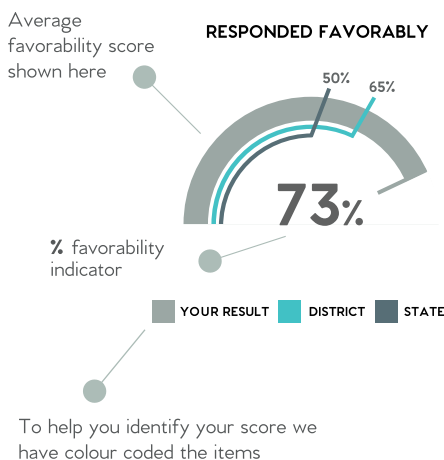 Average
favorability score
shown here
RESPONDED FAVORABLY
50%
65%
73%
% favorability
indicator
YOUR RESULT DISTRICT STATE
To help you identify your score we
have colour coded the items